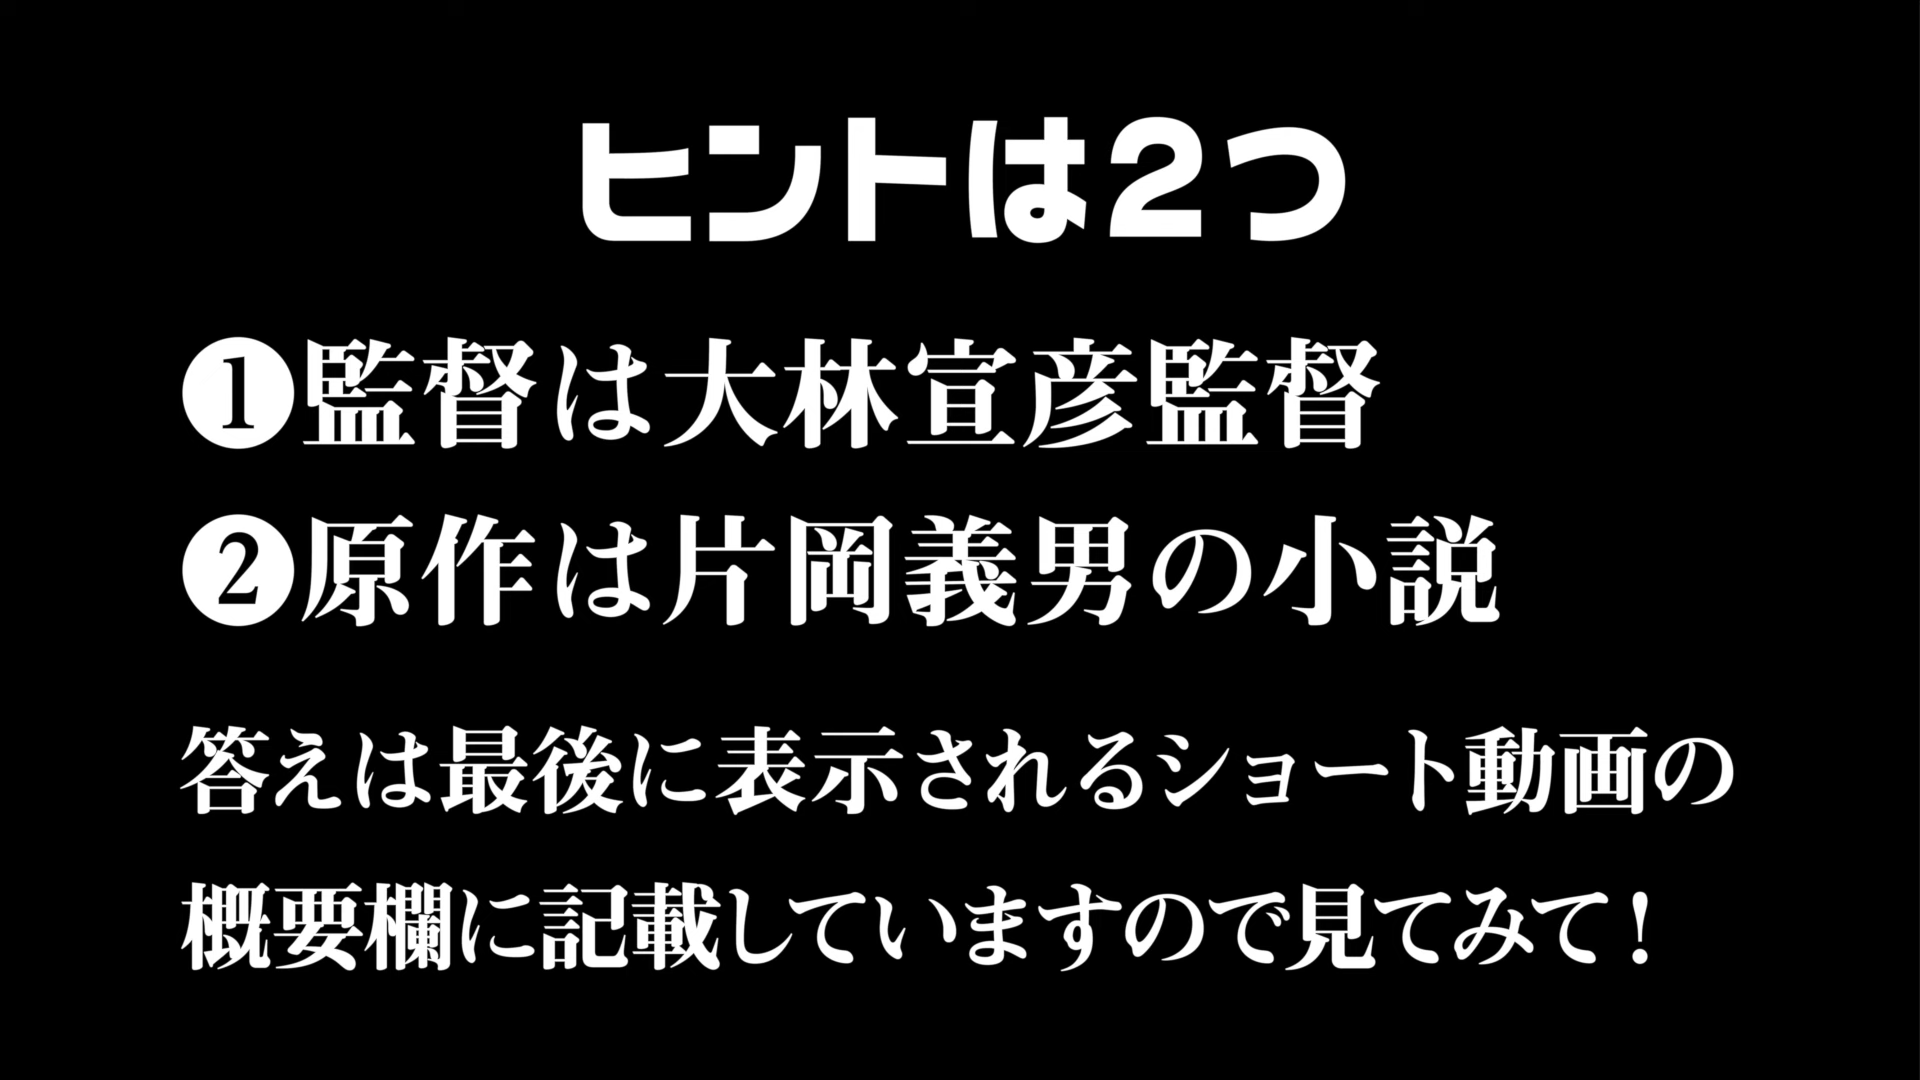 ヒントは2つ
❶監督は大林宣彦監督
❷原作は片岡義男の小説
答えは最後に表示されるショート動画の
概要欄に記載していますので見てみて！